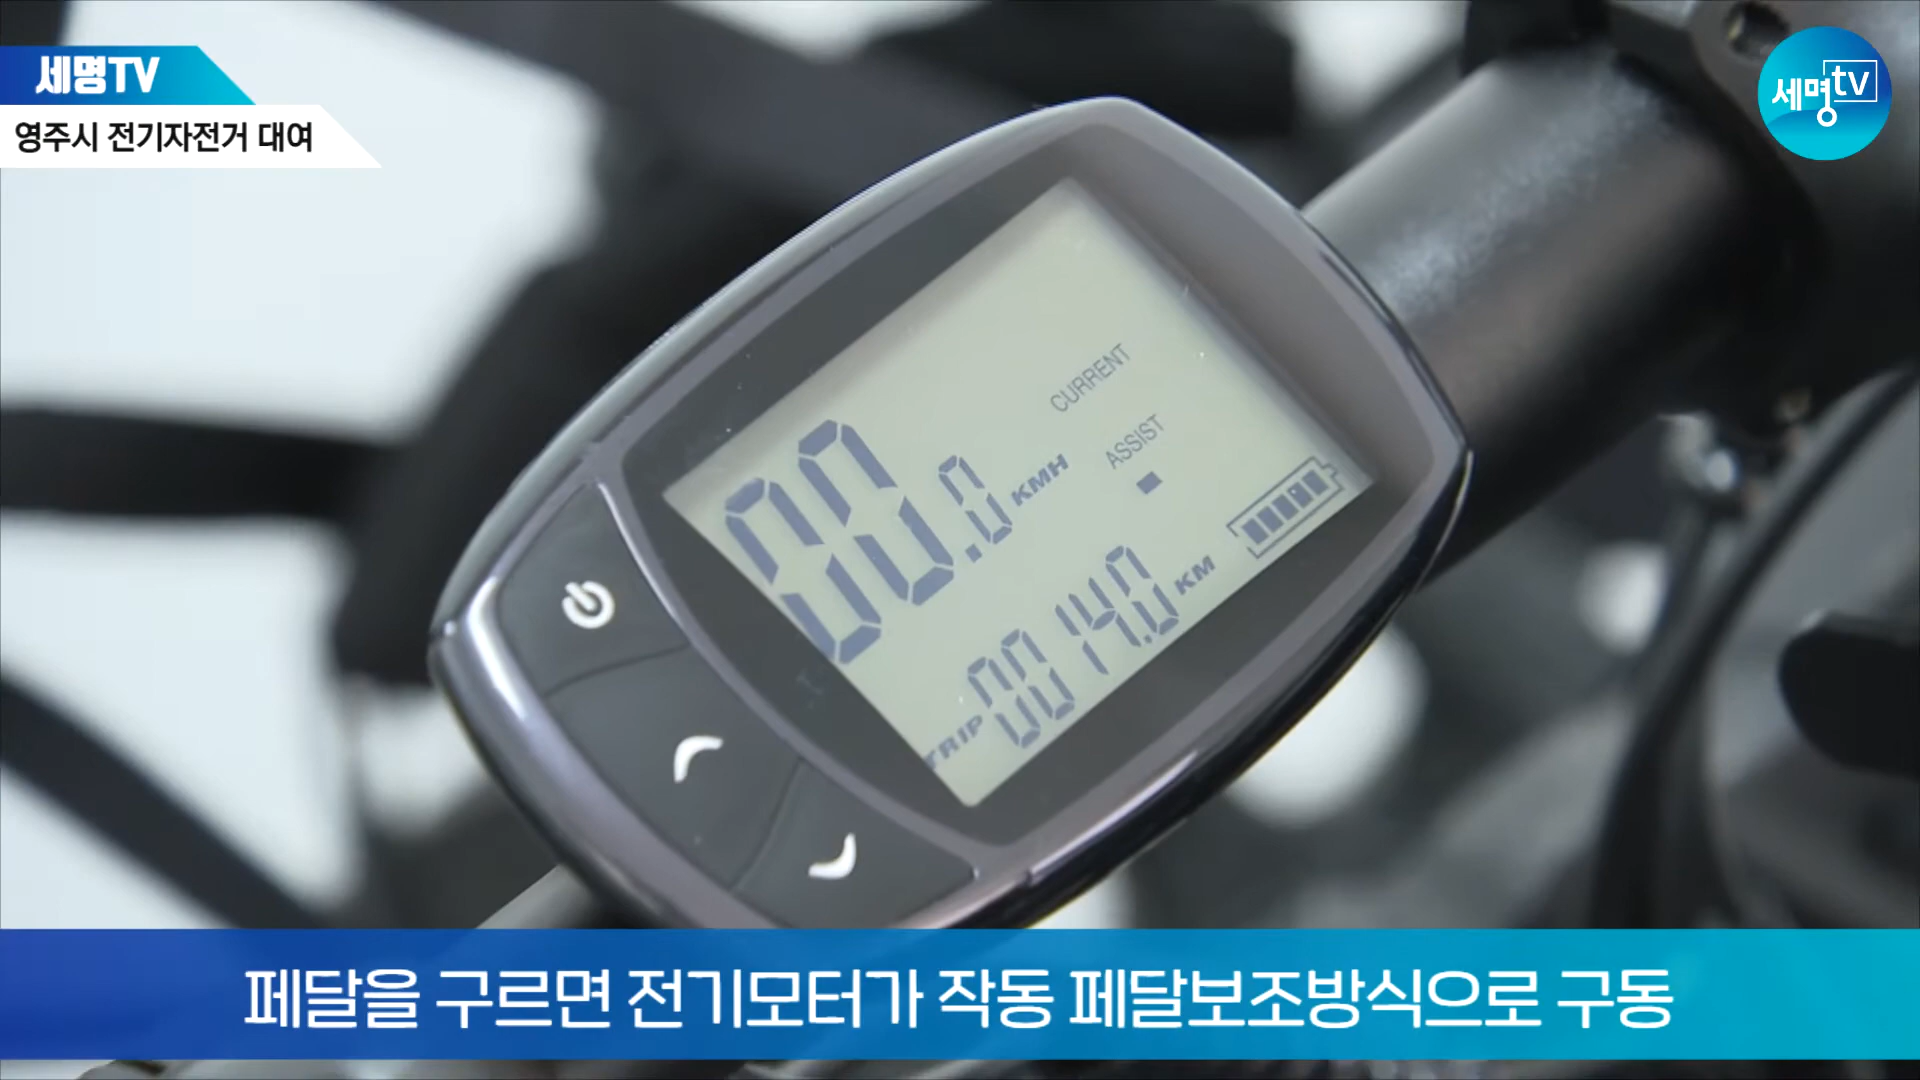 세명TV
영주시 전기자전거 대여
세명tv
CURRENT
00.0 KMH
ASSIST
-
TRIP 0014.0 KM
페달을 구르면 전기모터가 작동 페달보조방식으로 구동